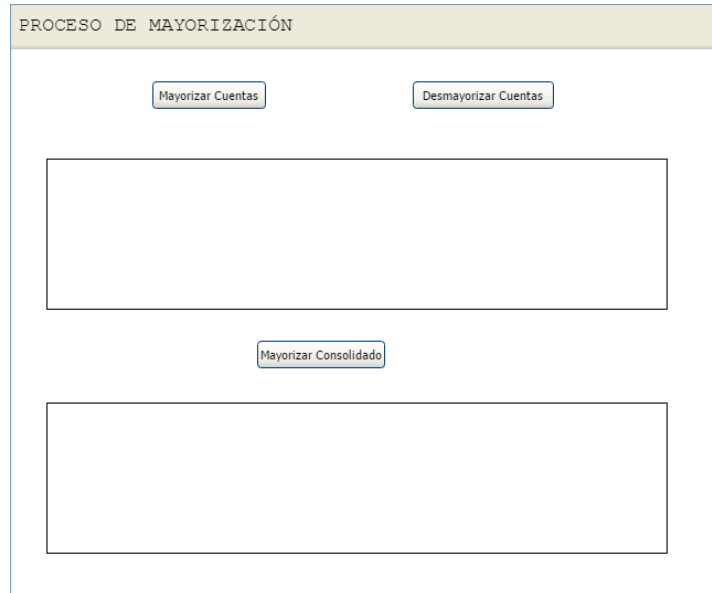 PROCESO DE MAYORIZACIÓN
Mayorizar Cuentas
Desmayorizar Cuentas
Mayorizar Consolidado